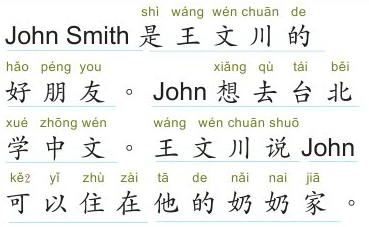 shì wáng wén chuān de
John Smith 是王文川的
hǎo péng you xiǎng qù tái běi
好朋友。 John 想去台北
xué zhōng wén wáng wén chuān shuō
学中文。王文川说 John
kě2 yǐ zhù zài tā de nǎi nai jiā
可以住在他的奶奶家。